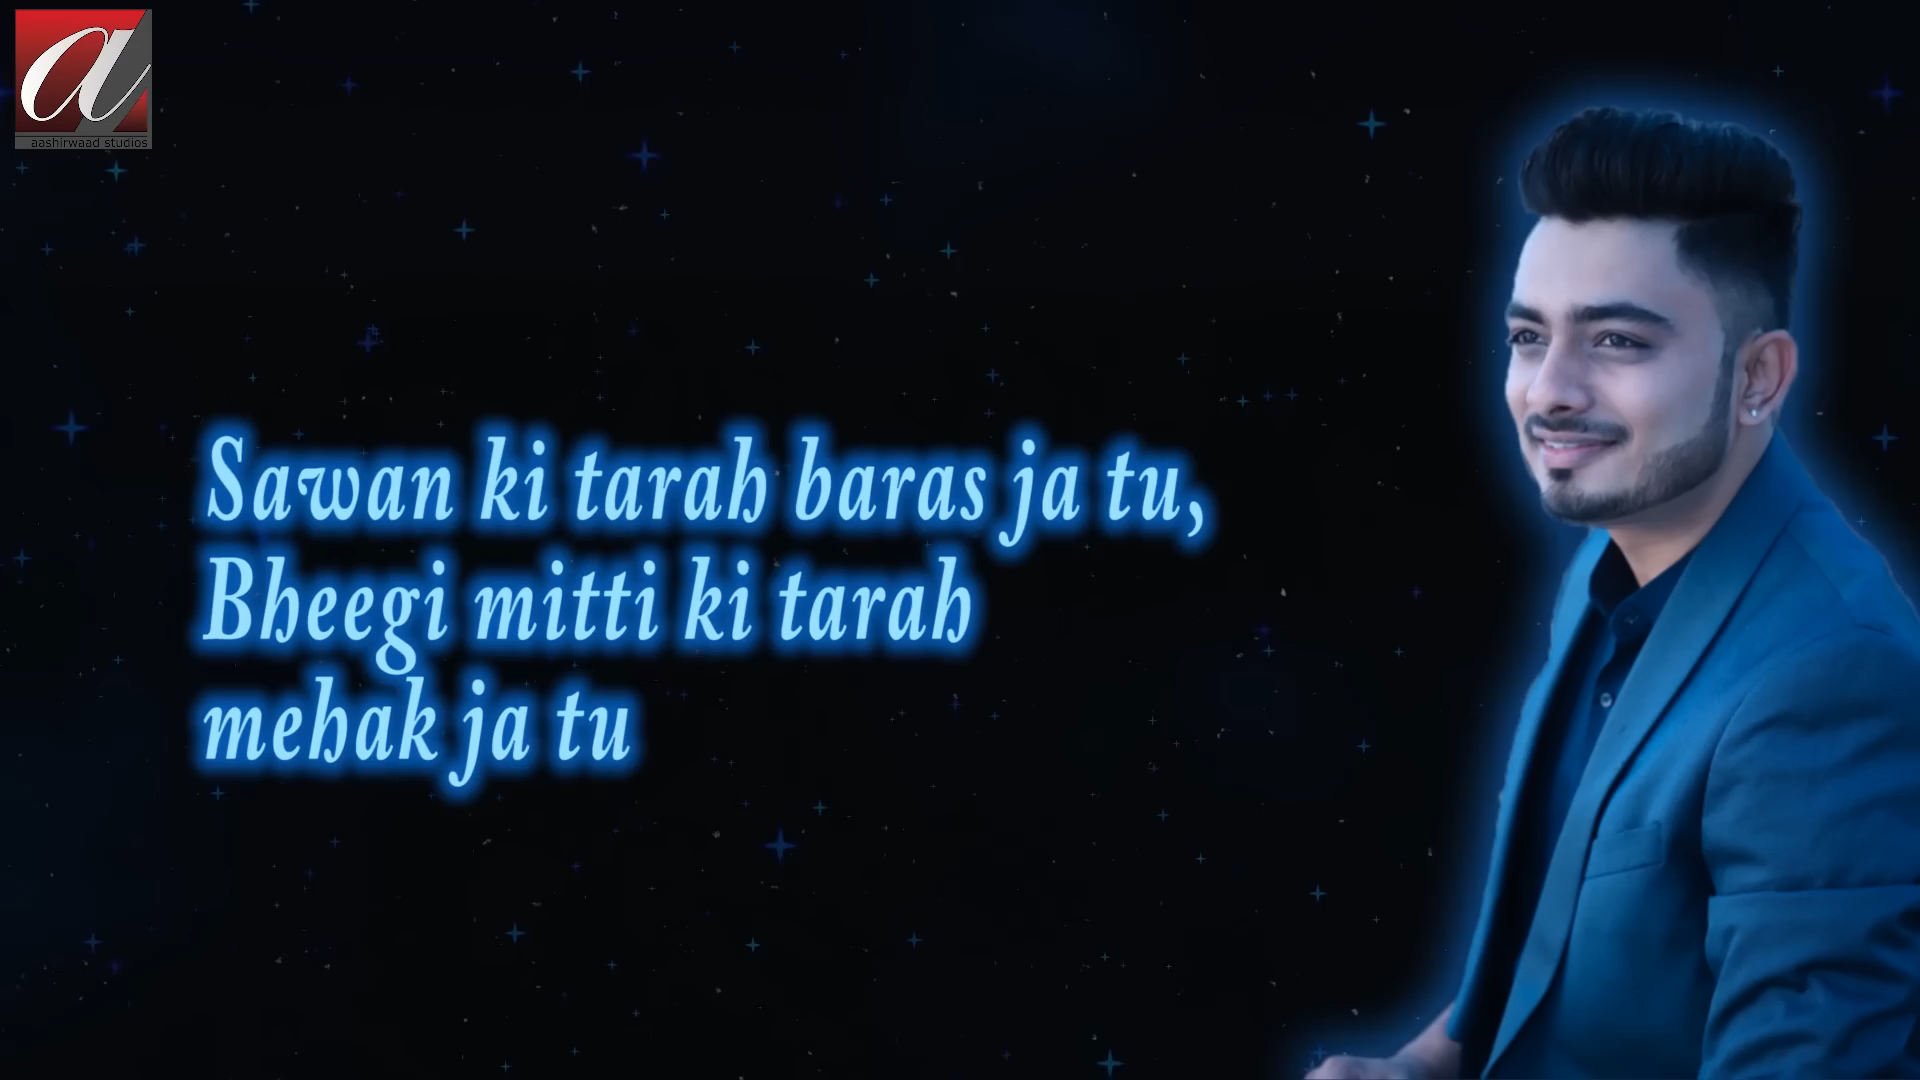 a
aashirwaad studios
Sawan ki tarah baras ja tu,
Bheegi mitti ki tarah
mehak ja tu